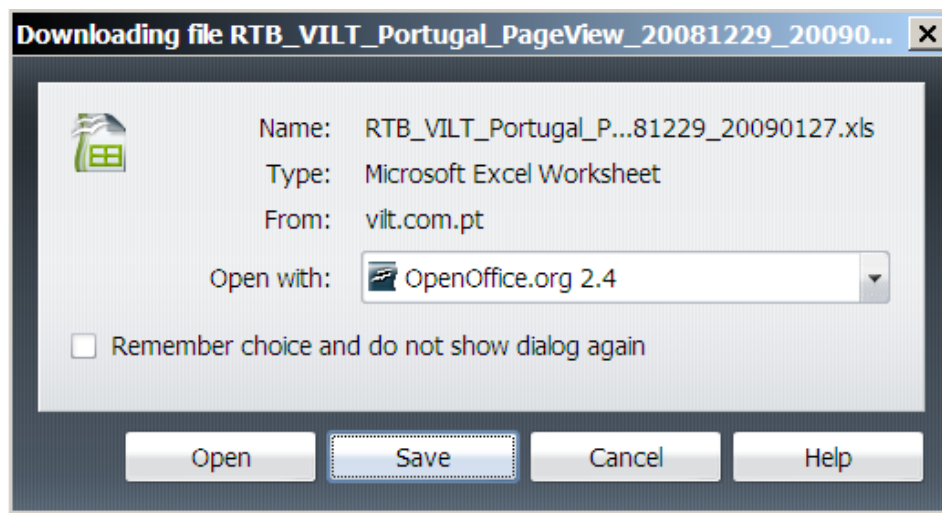 Downloading file RTB_VILT_Portugal_PageView_20081229_20090...
Name: RTB_VILT_Portugal_P...81229_20090127.xls
Type: Microsoft Excel Worksheet
From: vilt.com.pt
Open with: OpenOffice.org 2.4
Remember choice and do not show dialog again
Open Save Cancel Help